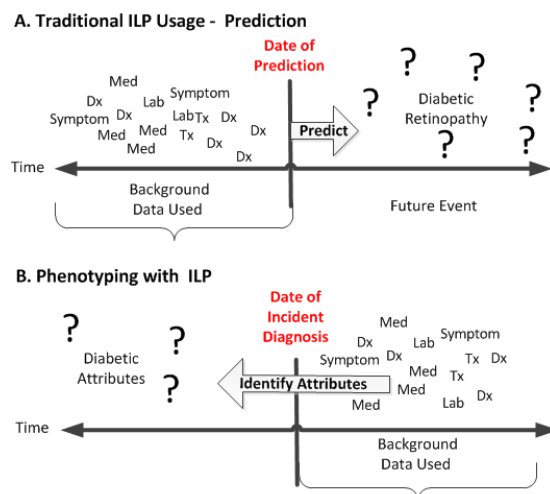 A. Traditional ILP Usage - Prediction
Date of
Prediction
Med
Symptom
Dx
Lab
Symptom
Dx
Lab
Tx
Dx
Med
Med
Tx
Dx
Med
Dx
Dx
Predict
?
?
?
?
?
?
Diabetic
Retinopathy
Time
Background
Data Used
Future Event
B. Phenotyping with ILP
Date of
Incident
Diagnosis
?
?
?
Diabetic
Attributes
Identify Attributes
Med
Dx
Lab
Symptom
Symptom
Dx
Tx
Dx
Med
Tx
Med
Med
Lab
Dx
Time
Background
Data Used